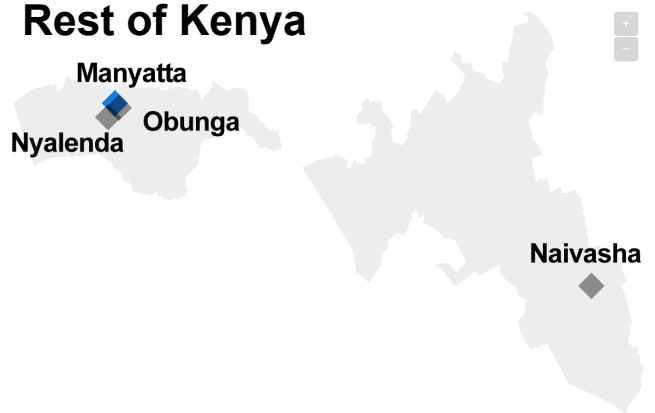 Rest of Kenya
Manyatta
Obunga
Nyalenda
Naivasha
+
−